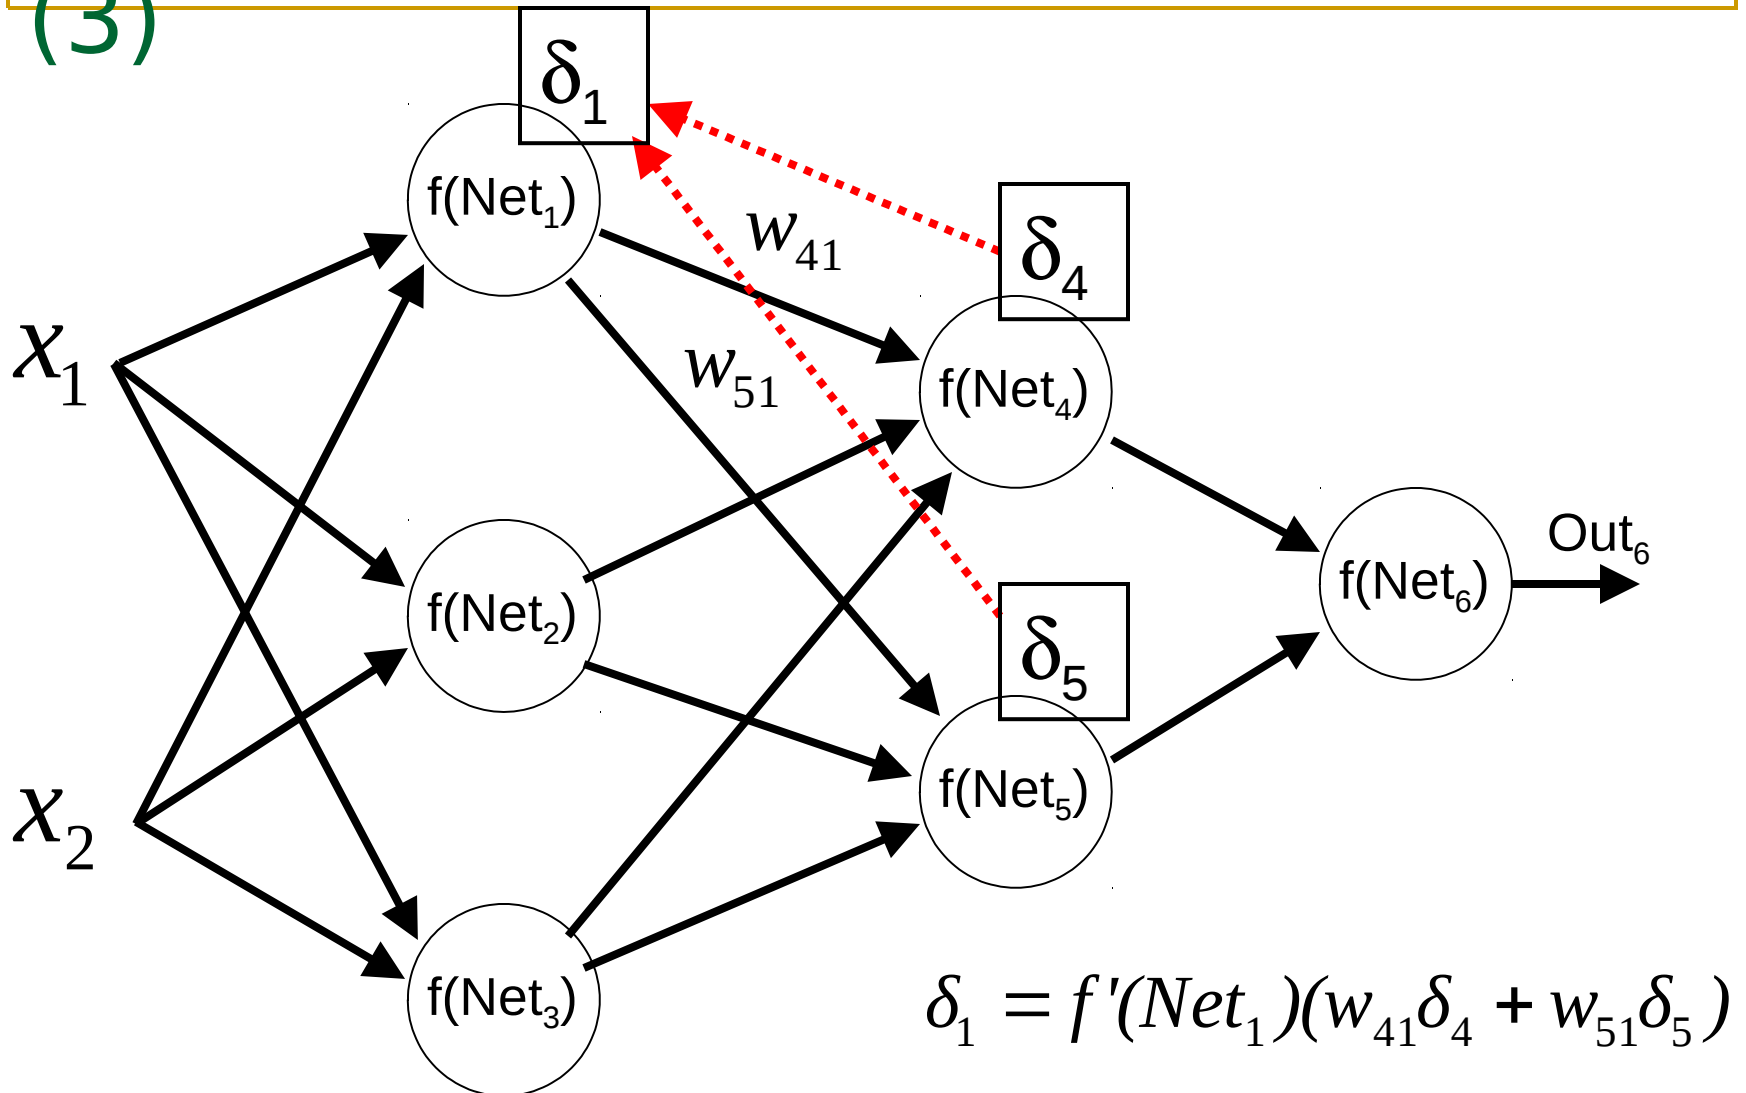 (3)
δ1
w41
δ4
f(Net1)
x1
w51
f(Net4)
Out6
f(Net6)
f(Net2)
δ5
x2
f(Net5)
f(Net3)
δ1 = f '(Net1)(w41δ4 + w51δ5)